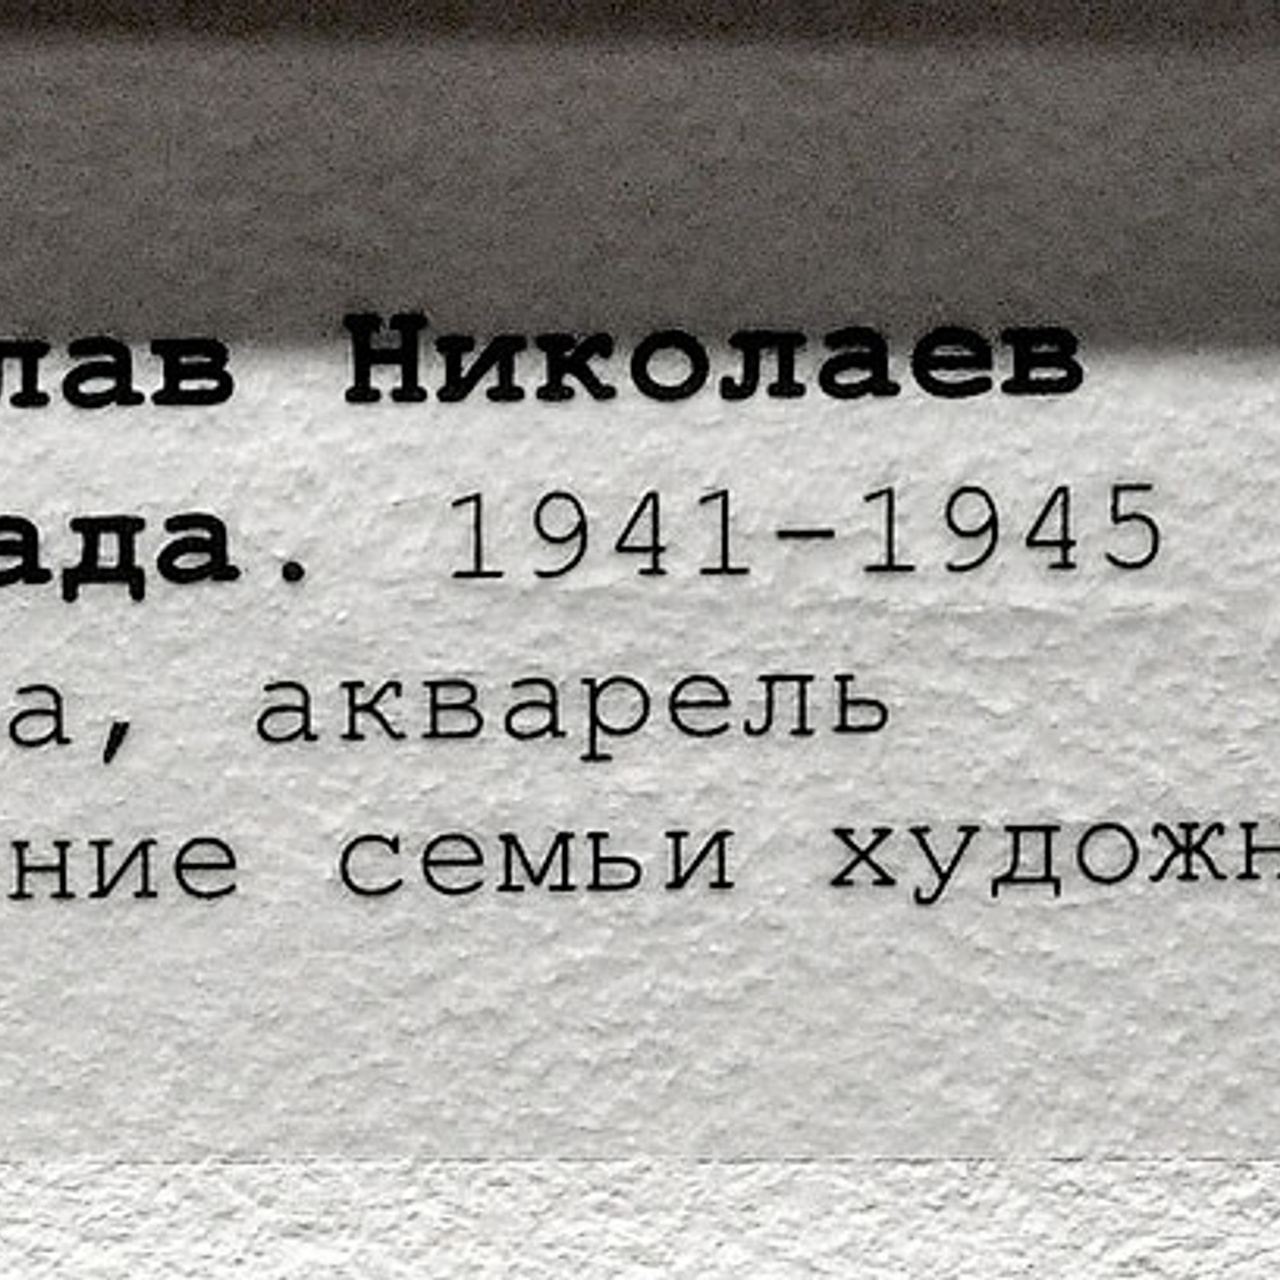 лав Николаев
ада. 1941-1945
а, акварель
ние семьи художн